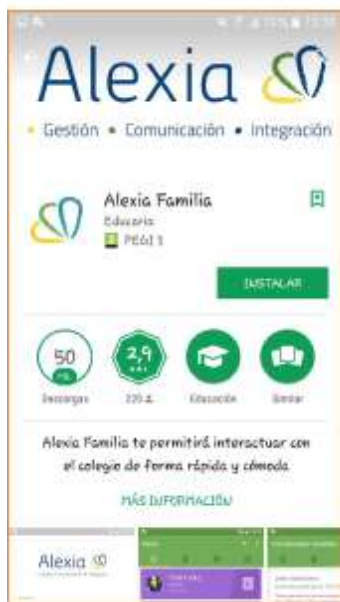 Alexia
• Gestión • Comunicación • Integración
Alexia Familia
Educaria
PEGI 3
INSTALAR
50
MIL
2,9
Descargas
220
Educación
Similar
Alexia Familia te permitirá interactuar con
el colegio de forma rápida y cómoda
MÁS INFORMACIÓN
Alexia